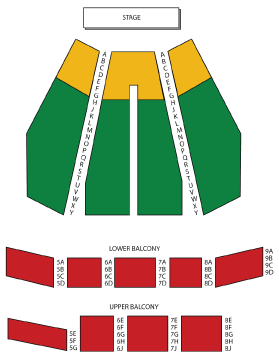 STAGE
A A
B B
C C
D D
E E
F F
G G
H H
J J
K K
L L
M M
N N
O O
P P
Q Q
R R
S S
T T
U U
V V
W W
X X
Y Y
LOWER BALCONY
5A 6A 7A 8A 9A
5B 6B 7B 8B 9B
5C 6C 7C 8C 9C
5D 6D 7D 8D 9D
UPPER BALCONY
5E 6E 7E 8E
5F 6F 7F 8F
5G 6G 7G 8G
6H 7H 8H
6J 7J 8J